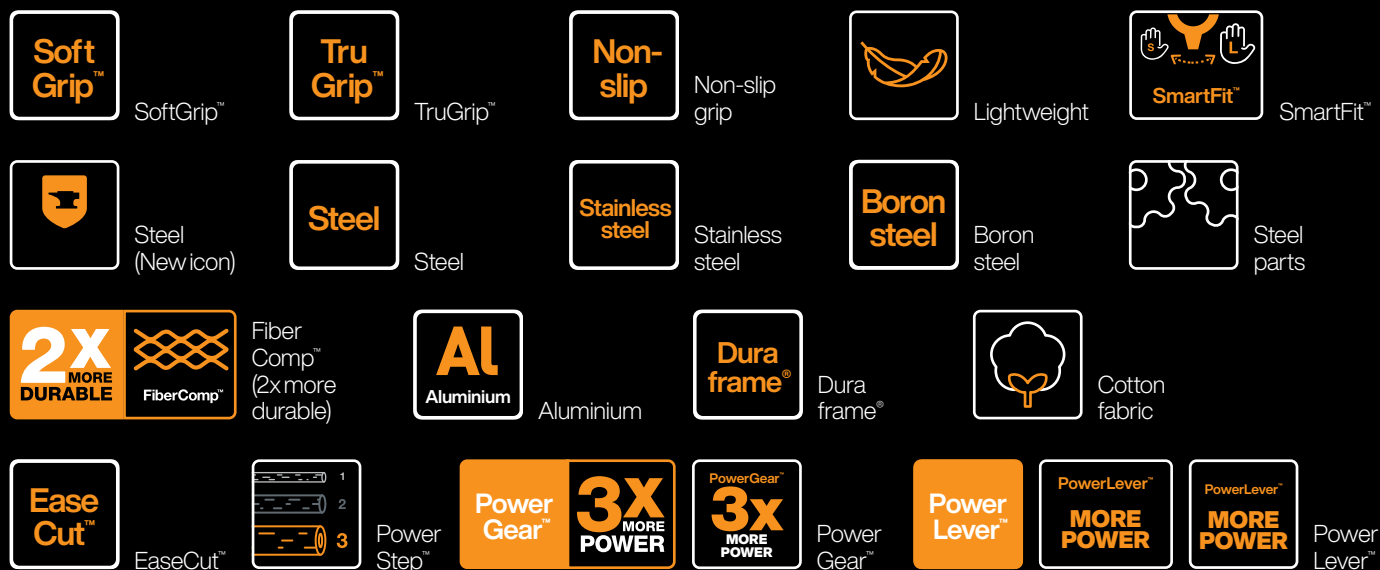 Soft
Grip™
SoftGrip™
Tru
Grip™
TruGrip™
Non-
slip
Non-slip
grip
Lightweight
S
L
SmartFit™
SmartFit™
Steel
(New icon)
Steel
Steel
Stainless
steel
Stainless
steel
Boron
steel
Boron
steel
Steel
parts
2X
MORE
DURABLE
FiberComp™
Fiber
Comp™
(2x more
durable)
Al
Aluminium
Aluminium
Dura
frame®
Dura
frame®
Cotton
fabric
Ease
Cut™
EaseCut™
1
2
3
Power
Step™
Power
Gear™
3X
MORE
POWER
PowerGear™
3x
MORE
POWER
Power
Gear™
Power
Lever™
PowerLever™
MORE
POWER
PowerLever™
MORE
POWER
Power
Lever™